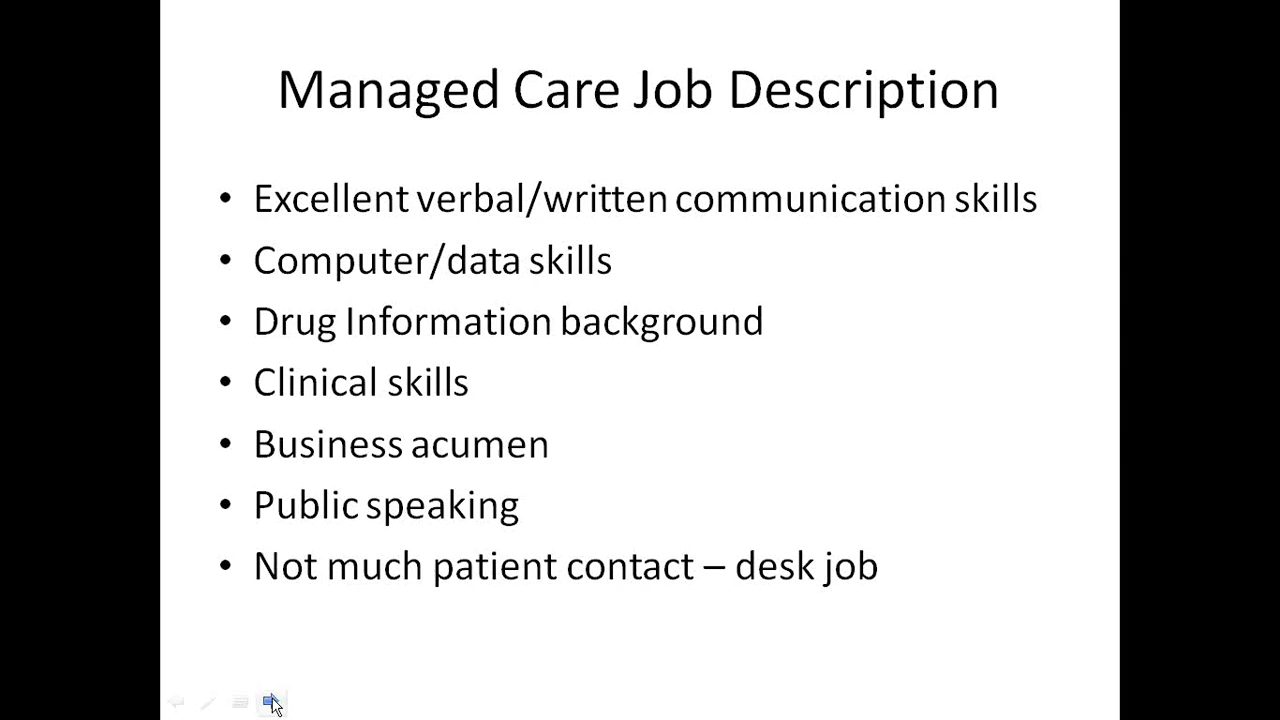 Managed Care Job Description
• Excellent verbal/written communication skills
• Computer/data skills
• Drug Information background
• Clinical skills
• Business acumen
• Public speaking
• Not much patient contact – desk job